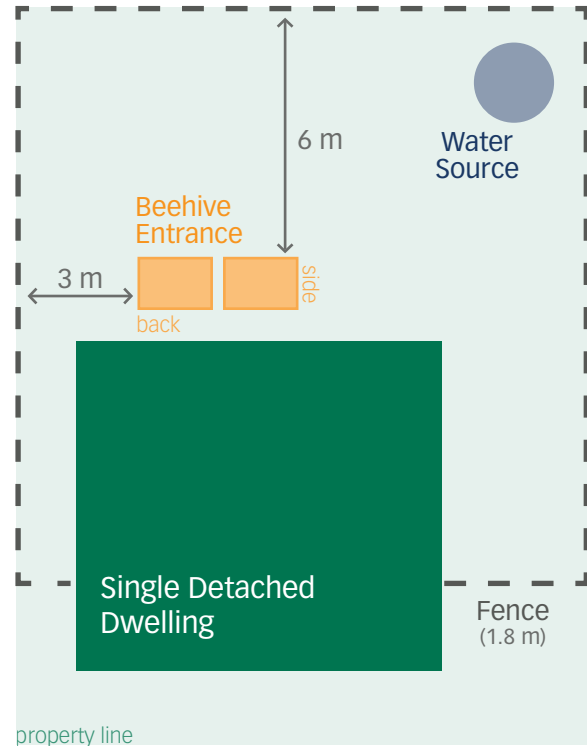 6 m
Water
Source
Beehive
Entrance
3 m
side
back
Single Detached
Dwelling
Fence
(1.8 m)
property line